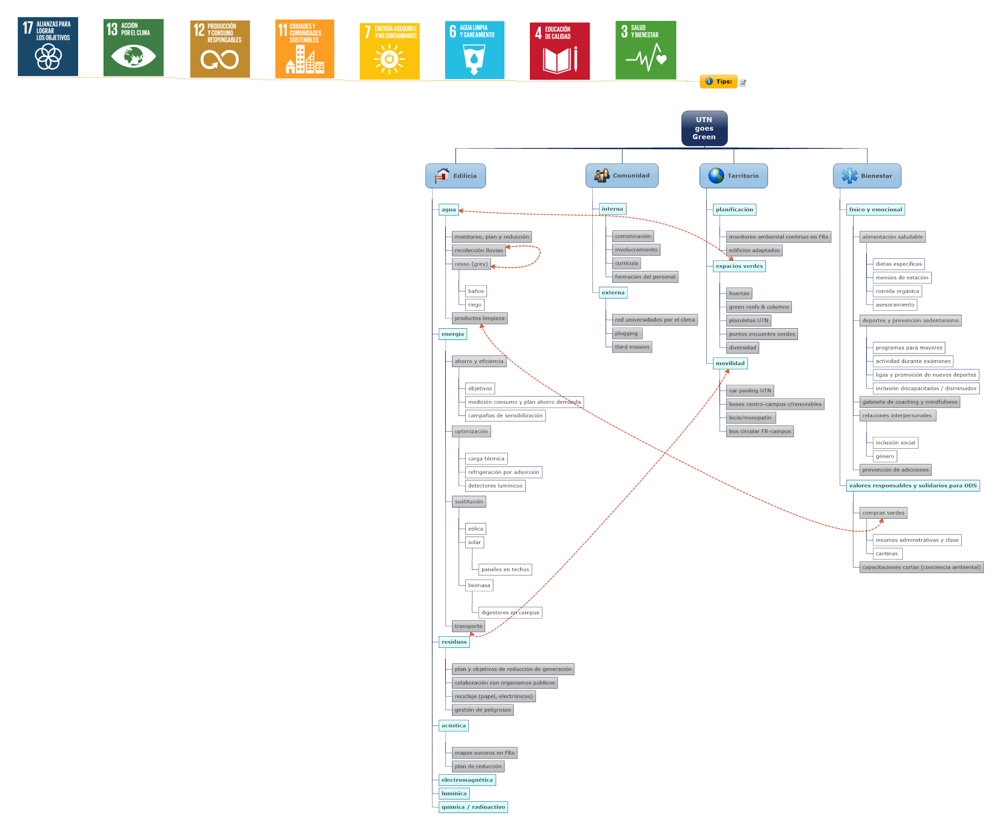 17 ALIANZAS PARA
LOGRAR
LOS OBJETIVOS
13 ACCIÓN
POR EL CLIMA
12 PRODUCCIÓN
Y CONSUMO
RESPONSABLES
11 CIUDADES Y
COMUNIDADES
SOSTENIBLES
7 ENERGÍA ASEQUIBLE
Y NO CONTAMINANTE
6 AGUA LIMPIA
Y SANEAMIENTO
4 EDUCACIÓN
DE CALIDAD
3 SALUD
Y BIENESTAR
Tips:
UTN
goes
Green
Edilicia
agua
monitoreo, plan y reducción
recolección lluvias
reuso (grey)
baños
riego
productos limpieza
energía
ahorro y eficiencia
objetivos
medición consumo y plan ahorro demanda
campañas de sensibilización
optimización
carga térmica
refrigeración por adsorción
detectores lumínicos
sustitución
eólica
solar
paneles en techos
biomasa
digestores en campus
transporte
residuos
plan y objetivos de reducción de generación
colaboración con organismos públicos
reciclaje (papel, electrónicos)
gestión de peligrosos
acústica
mapas sonoros en FRs
plan de reducción
electromagnética
lumínica
química / radioactivo
Comunidad
interna
comunicación
involucramiento
currícula
formación del personal
externa
red universidades por el clima
plogging
third mission
Territorio
planificación
monitoreo ambiental continuo en FRs
edificios adaptados
espacios verdes
huertas
green roofs & columns
plazoletas UTN
puntos encuentro verdes
diversidad
movilidad
car pooling UTN
buses centro-campus c/renovables
bicis/monopatín
bus circular FR-campus
Bienestar
físico y emocional
alimentación saludable
dietas específicas
menúes de estación
comida orgánica
asesoramiento
deportes y prevención sedentarismo
programas para mayores
actividad durante exámenes
ligas y promoción de nuevos deportes
inclusión discapacitados / disminuídos
gabinete de coaching y mindfulness
relaciones interpersonales
inclusión social
género
prevención de adicciones
valores responsables y solidarios para ODS
compras verdes
insumos adminstrativos y clase
cantinas
capacitaciones cortas (conciencia ambiental)